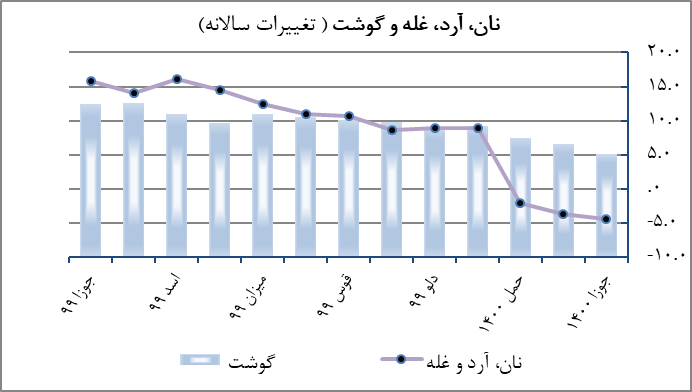 نان، آرد، غله و گوشت ( تغییرات سالانه)
۲۰.۰
۱۵.۰
۱۰.۰
۵.۰
۰.
-۵.۰
-۱۰.۰
جوزا ۹۹
اسد ۹۹
میزان ۹۹
قوس ۹۹
دلو ۹۹
حمل ۱۴۰۰
جوزا ۱۴۰۰
گوشت
نان، آرد و غله